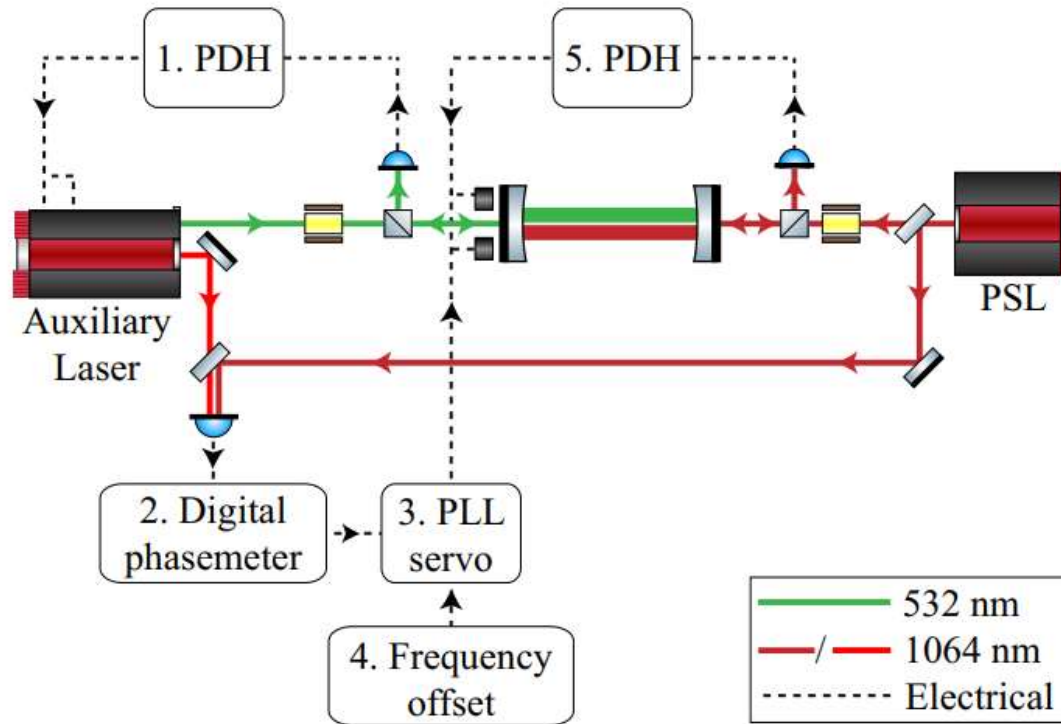 1. PDH
5. PDH
Auxiliary
Laser
PSL
2. Digital
phasemeter
3. PLL
servo
4. Frequency
offset
532 nm
/ 1064 nm
Electrical